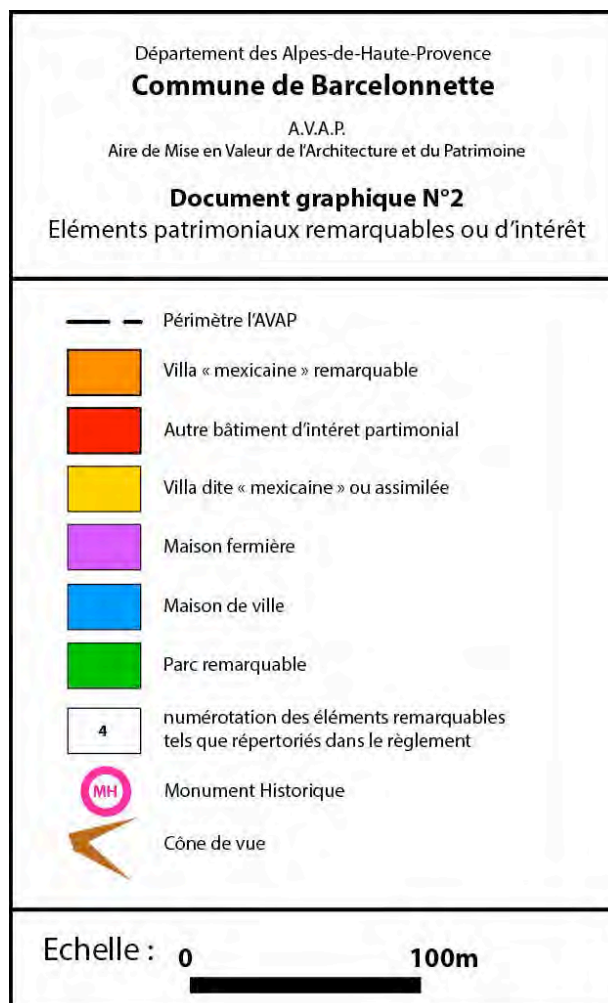 Département des Alpes-de-Haute-Provence
Commune de Barcelonnette
A.V.A.P.
Aire de Mise en Valeur de l'Architecture et du Patrimoine
Document graphique N°2
Eléments patrimoniaux remarquables ou d'intérêt
Périmètre l'AVAP
Villa « mexicaine » remarquable
Autre bâtiment d'intéret partimonial
Villa dite « mexicaine » ou assimilée
Maison fermière
Maison de ville
Parc remarquable
4 numérotation des éléments remarquables
tels que répertoriés dans le règlement
MH Monument Historique
Cône de vue
Echelle : 0 100m